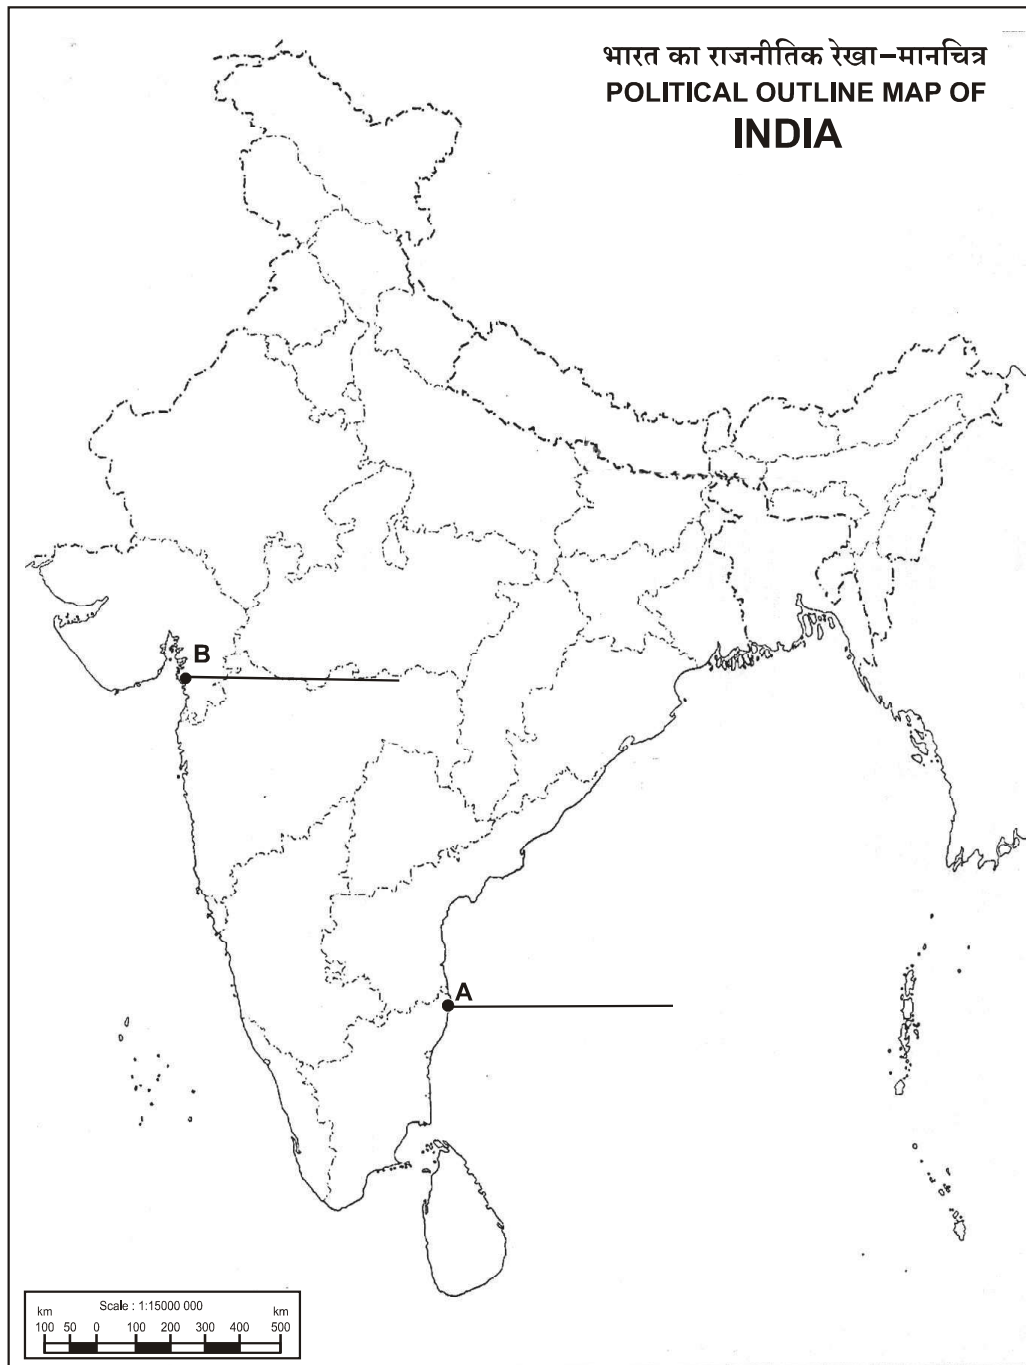 भारत का राजनीतिक रेखा-मानचित्र
POLITICAL OUTLINE MAP OF
INDIA
B
A
Scale : 1:15000 000
km km
100 50 0 100 200 300 400 500